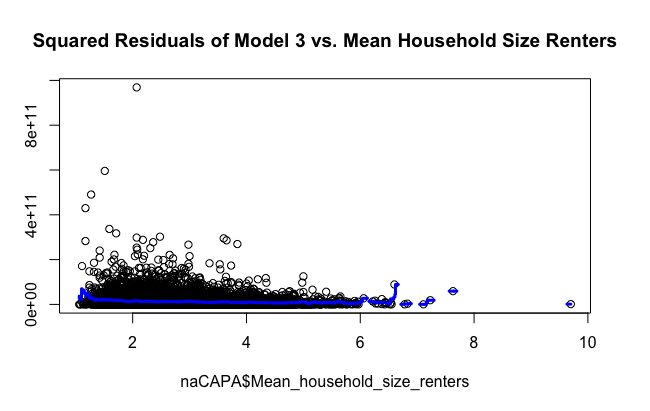 Squared Residuals of Model 3 vs. Mean Household Size Renters
8e+11
4e+11
0e+00
2 4 6 8 10
naCAPA$Mean_household_size_renters